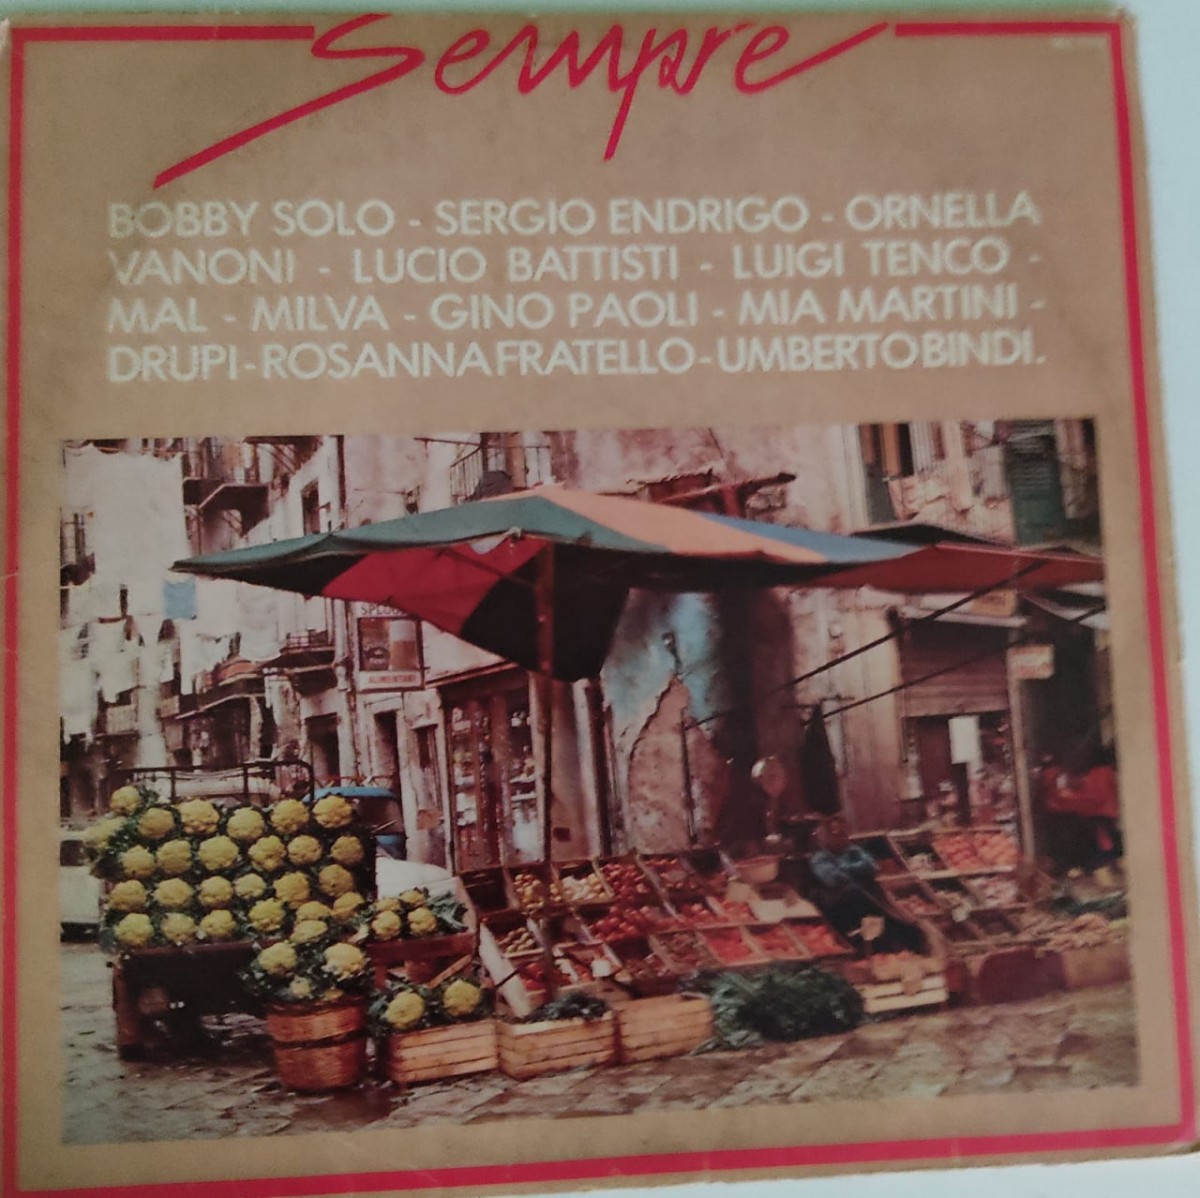 Sempre
BOBBY SOLO - SERGIO ENDRIGO - ORNELLA
VANONI - LUCIO BATTISTI - LUIGI TENCO -
MAL - MILVA - GINO PAOLI - MIA MARTINI -
DRUPI - ROSANNA FRATELLO - UMBERTO BINDI.
ALIMENTARI